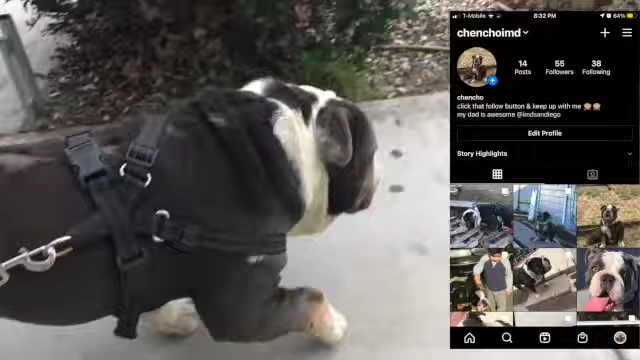 T-Mobile 8:32 PM 64%
chenchoimd
14 55 38
Posts Followers Following
chencho
click that follow button & keep up with me 🙈🙈
my dad is awesome @imdsandiego
Edit Profile
Story Highlights